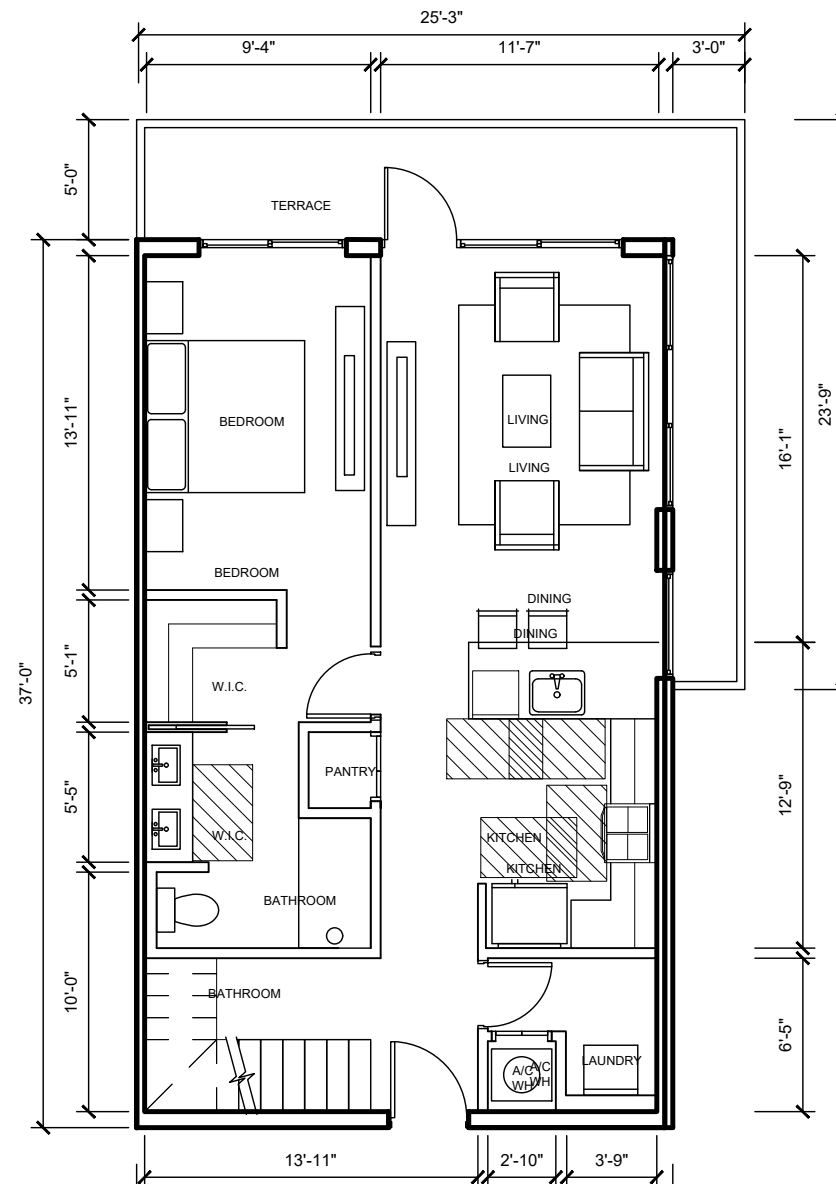 25'-3"
9'-4"
11'-7"
3'-0"
5'-0"
TERRACE
13'-11"
BEDROOM
LIVING
LIVING
16'-1"
23'-9"
BEDROOM
DINING
DINING
37'-0"
5'-1"
W.I.C.
PANTRY
5'-5"
W.I.C.
KITCHEN
KITCHEN
12'-9"
BATHROOM
10'-0"
BATHROOM
6'-5"
A/C
WH
A/C
WH
LAUNDRY
13'-11"
2'-10"
3'-9"